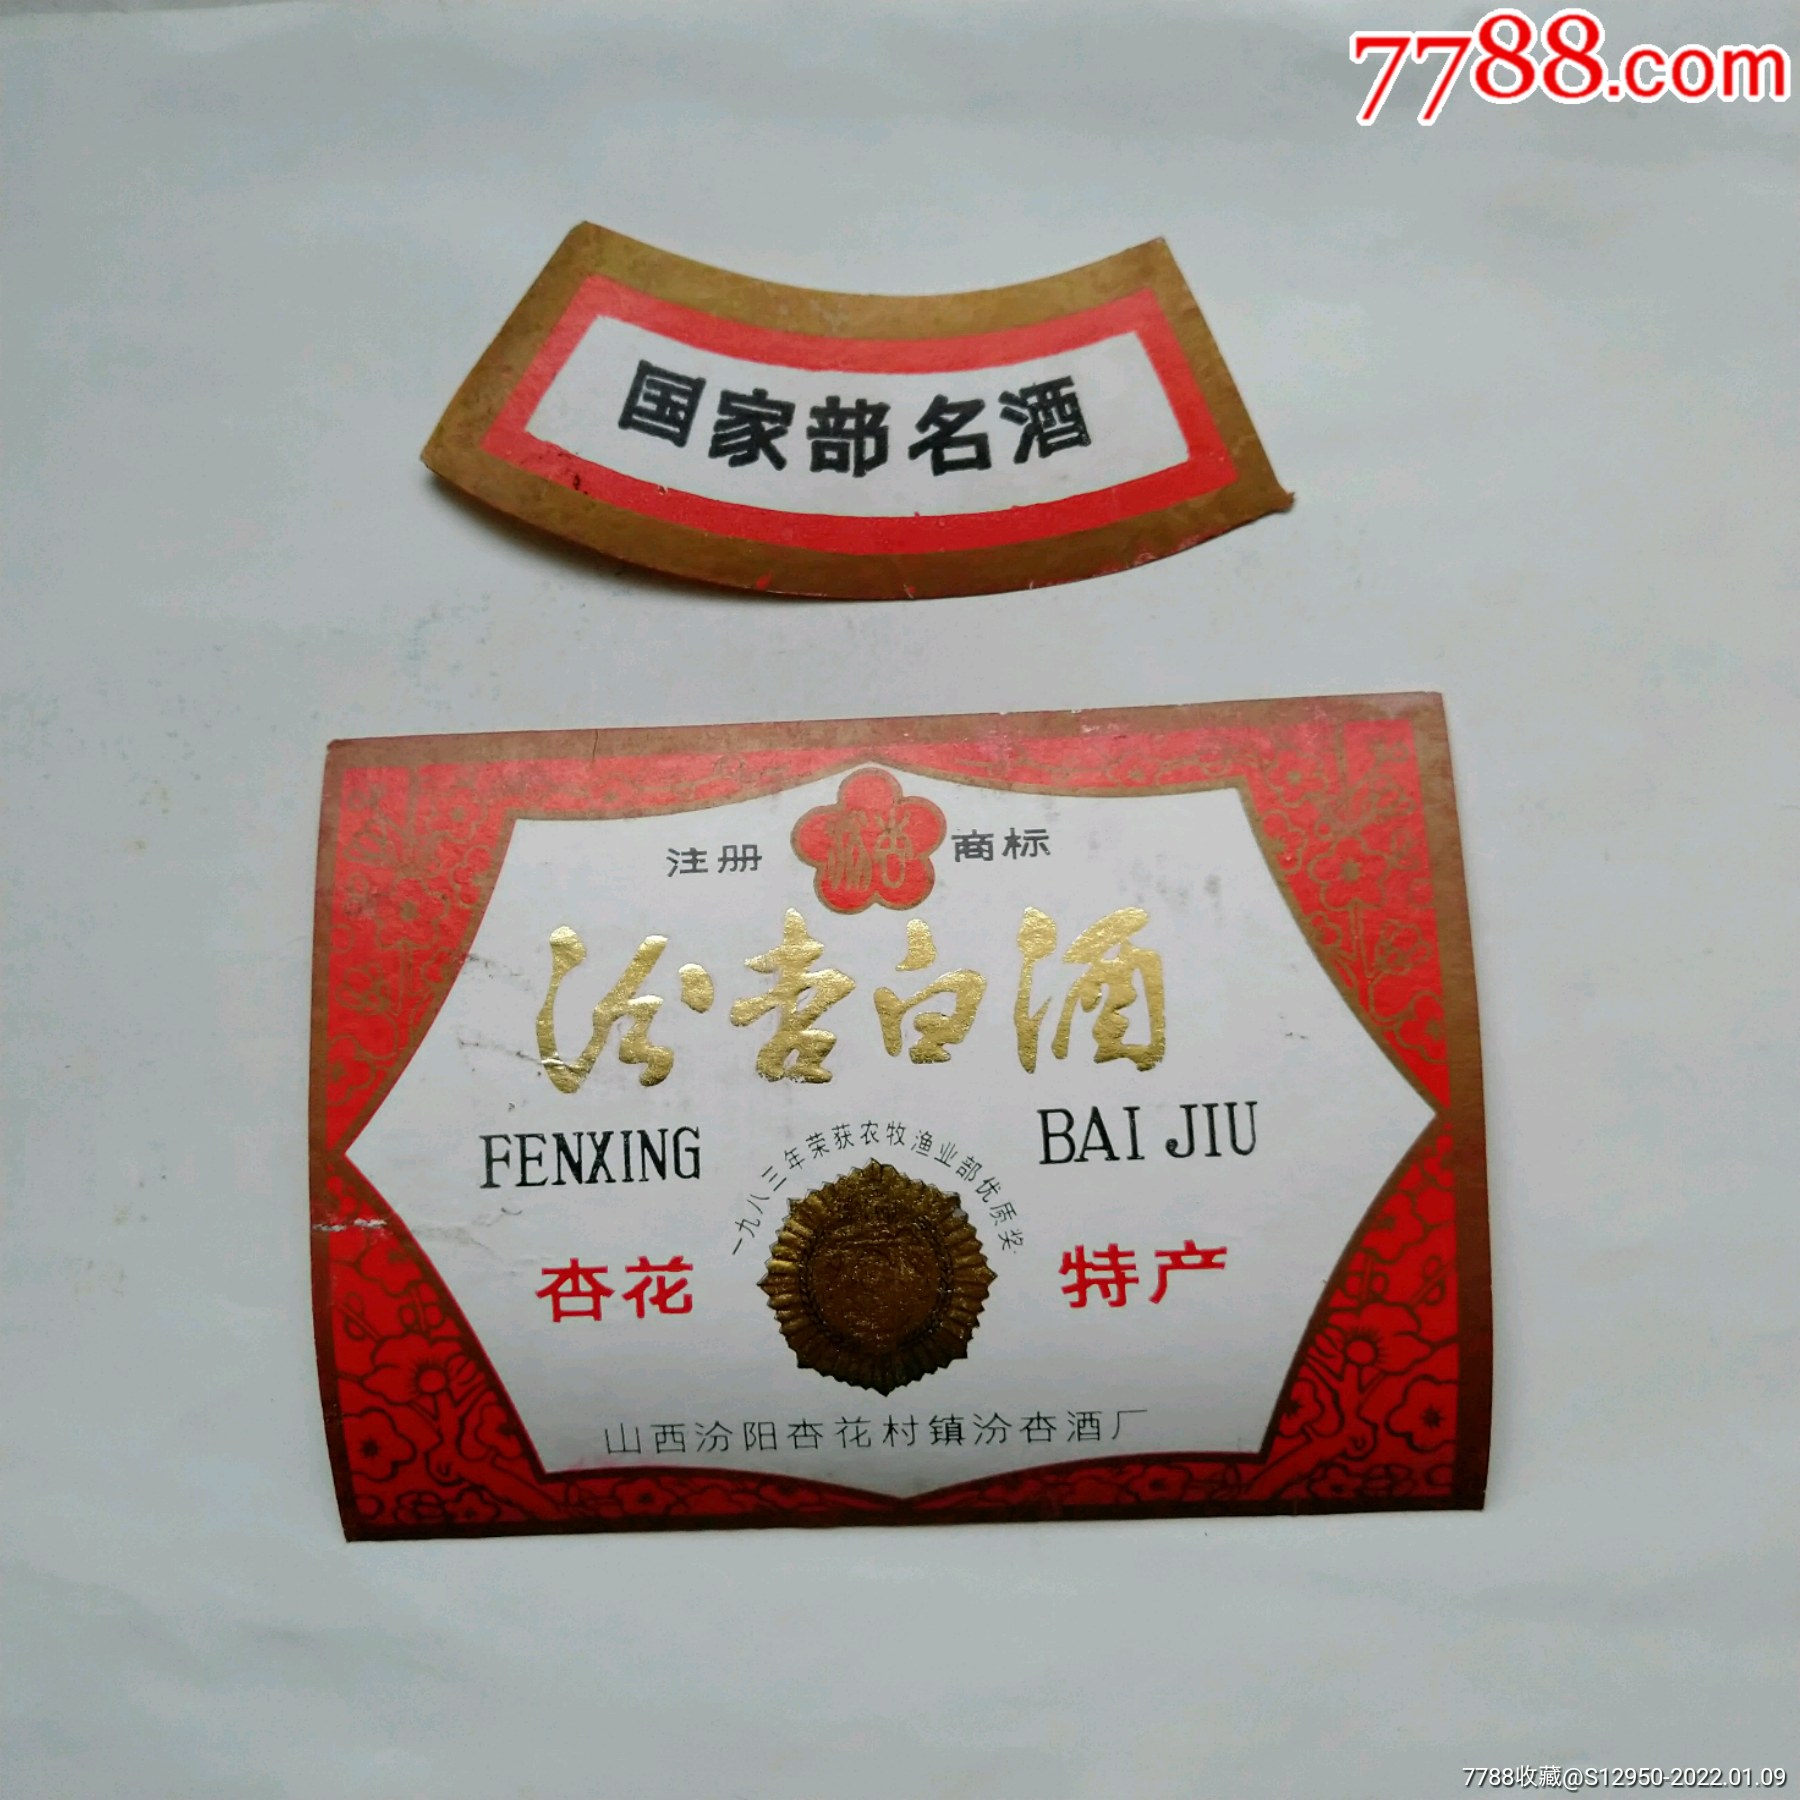 7788.com
国家部名酒
注册 汾杏 商标
汾杏白酒
FENXING BAI JIU
一九八三年荣获农牧渔业部优质奖
杏花 特产
山西汾阳杏花村镇汾杏酒厂
7788收藏@S12950-2022.01.09